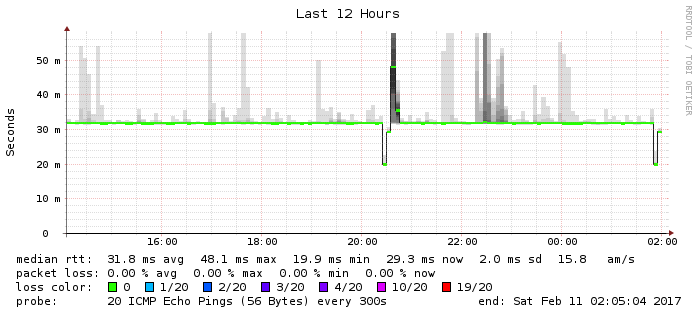 Last 12 Hours
RRDTOOL / TOBI OETIKER
Seconds
50 m
40 m
30 m
20 m
10 m
0
16:00 18:00 20:00 22:00 00:00 02:00
median rtt: 31.8 ms avg 48.1 ms max 19.9 ms min 29.3 ms now 2.0 ms sd 15.8 am/s
packet loss: 0.00 % avg 0.00 % max 0.00 % min 0.00 % now
loss color: 0 1/20 2/20 3/20 4/20 10/20 19/20
probe: 20 ICMP Echo Pings (56 Bytes) every 300s end: Sat Feb 11 02:05:04 2017